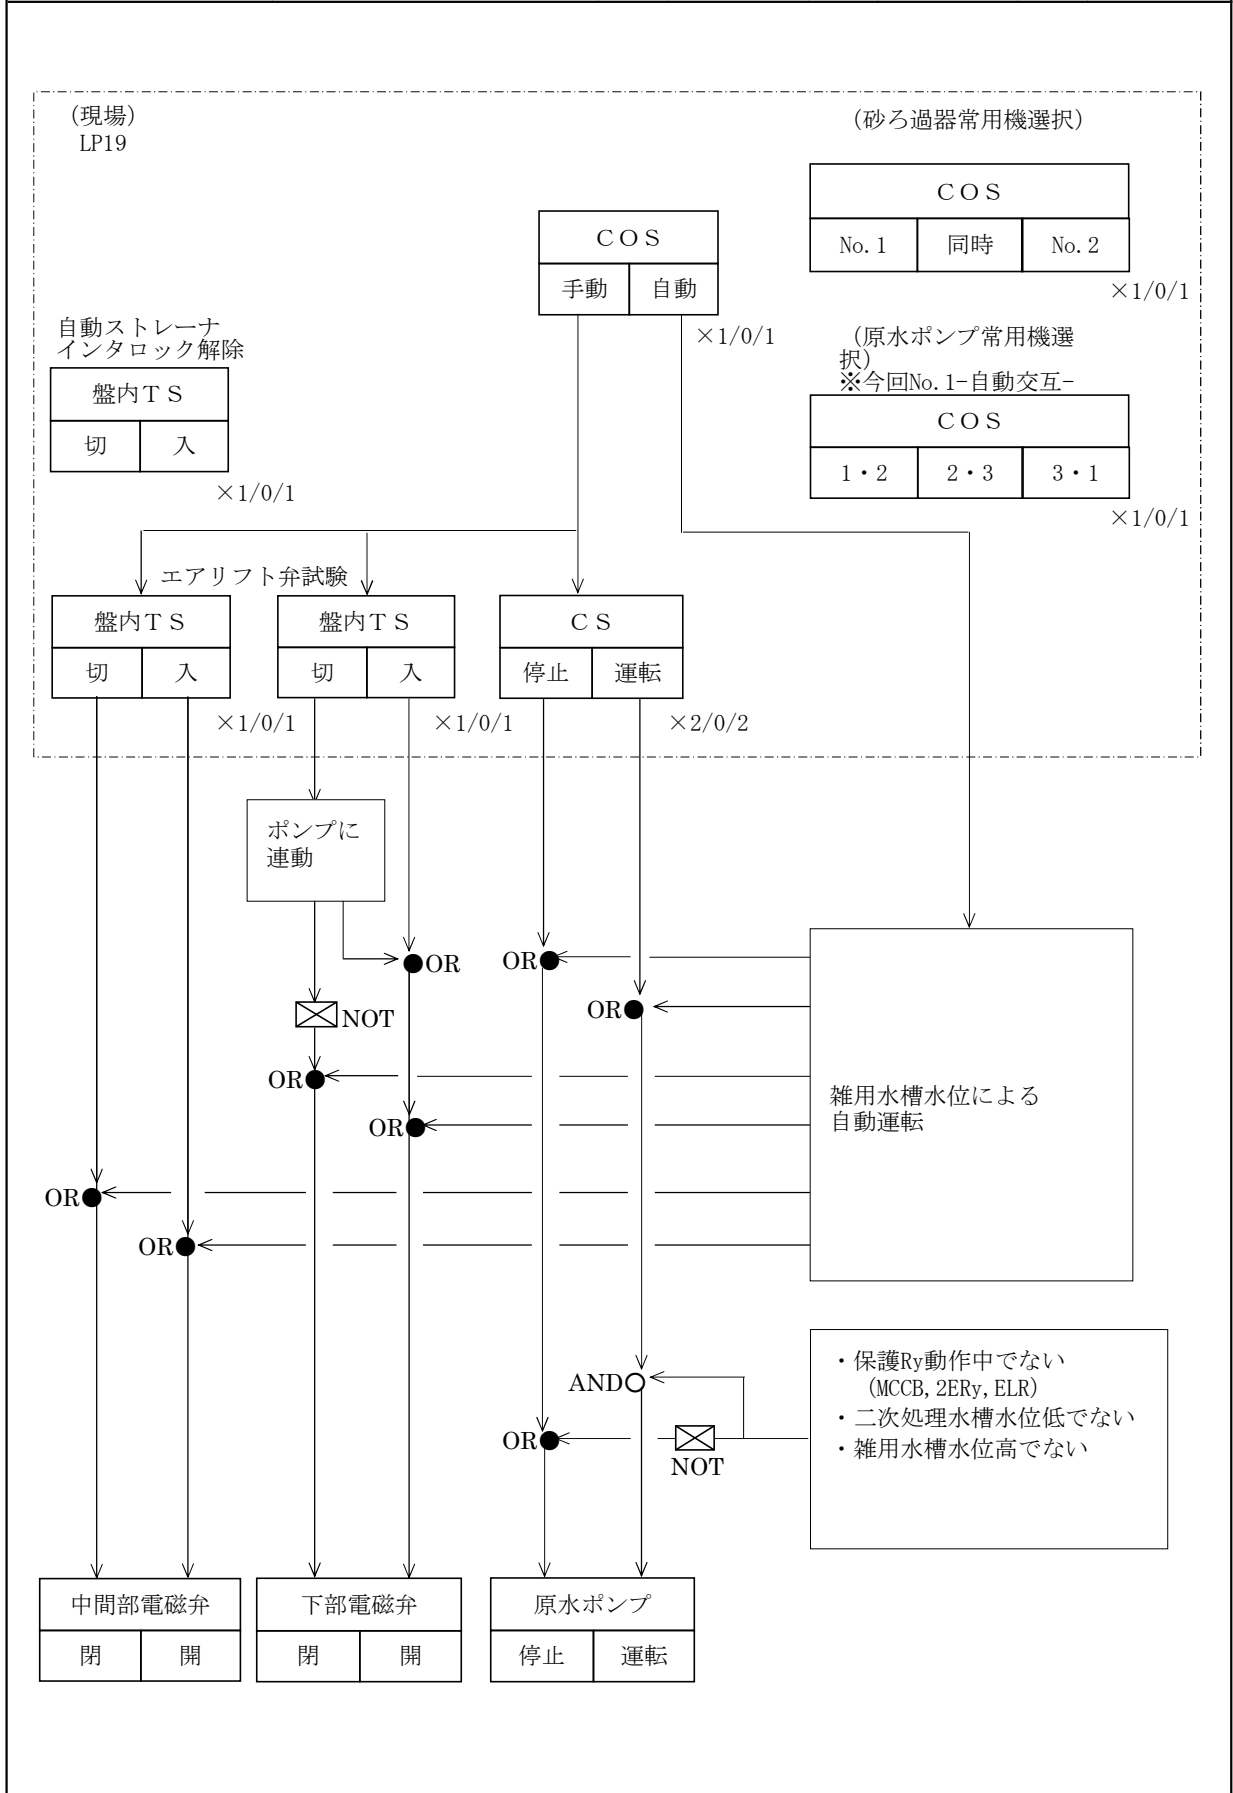 (現場)
LP19
(砂ろ過器常用機選択)
ＣＯＳ
No.1 同時 No.2
×1/0/1
ＣＯＳ
手動 自動
×1/0/1
(原水ポンプ常用機選
択)
※今回No.1-自動交互-
ＣＯＳ
1・2 2・3 3・1
×1/0/1
自動ストレーナ
インタロック解除
盤内ＴＳ
切 入
×1/0/1
エアリフト弁試験
盤内ＴＳ
切 入
×1/0/1
盤内ＴＳ
切 入
×1/0/1
ＣＳ
停止 運転
×2/0/2
ポンプに
連動
OR
OR
OR
NOT
OR
OR
OR
OR
雑用水槽水位による
自動運転
・保護Ry動作中でない
(MCCB,2ERy,ELR)
・二次処理水槽水位低でない
・雑用水槽水位高でない
AND
OR
NOT
中間部電磁弁
閉 開
下部電磁弁
閉 開
原水ポンプ
停止 運転